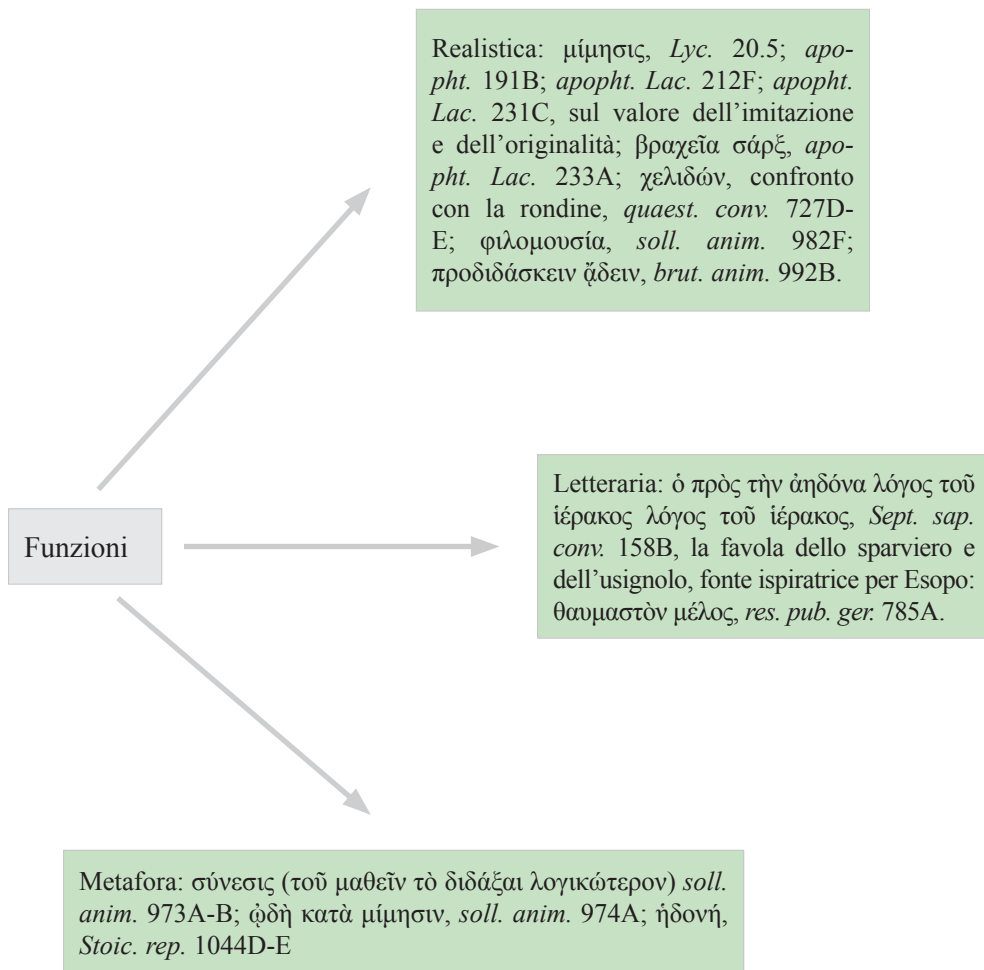 Realistica: μίμησις, Lyc. 20.5; apo-
pht. 191B; apopht. Lac. 212F; apopht.
Lac. 231C, sul valore dell’imitazione
e dell’originalità; βραχεῖα σάρξ, apo-
pht. Lac. 233A; χελιδών, confronto
con la rondine, quaest. conv. 727D-
E; φιλομουσία, soll. anim. 982F;
προδιδάσκειν ᾄδειν, brut. anim. 992B.
Letteraria: ὁ πρὸς τὴν ἀηδόνα λόγος τοῦ
ἱέρακος λόγος τοῦ ἱέρακος, Sept. sap.
conv. 158B, la favola dello sparviero e
dell’usignolo, fonte ispiratrice per Esopo:
θαυμαστὸν μέλος, res. pub. ger. 785A.
Funzioni
Metafora: σύνεσις (τοῦ μαθεῖν τὸ διδάξαι λογικώτερον) soll.
anim. 973A-B; ᾠδὴ κατὰ μίμησιν, soll. anim. 974A; ἡδονή,
Stoic. rep. 1044D-E